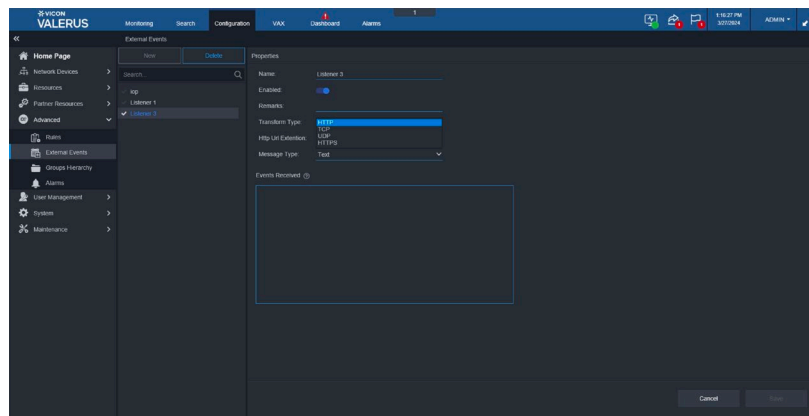 VICON
VALERUS
Monitoring
Search
Configuration
VAX
Dashboard
Alarms
1
1:16:27 PM
3/27/2024
ADMIN
External Events
Home Page
Network Devices
Resources
Partner Resources
Advanced
Rules
External Events
Groups Hierarchy
Alarms
User Management
System
Maintenance
New
Delete
Search...
iop
Listener 1
Listener 3
Properties
Name: Listener 3
Enabled:
Remarks:
Transform Type: HTTP
TCP
Http Url Extention: UDP
HTTPS
Message Type: Text
Events Received
Cancel
Save